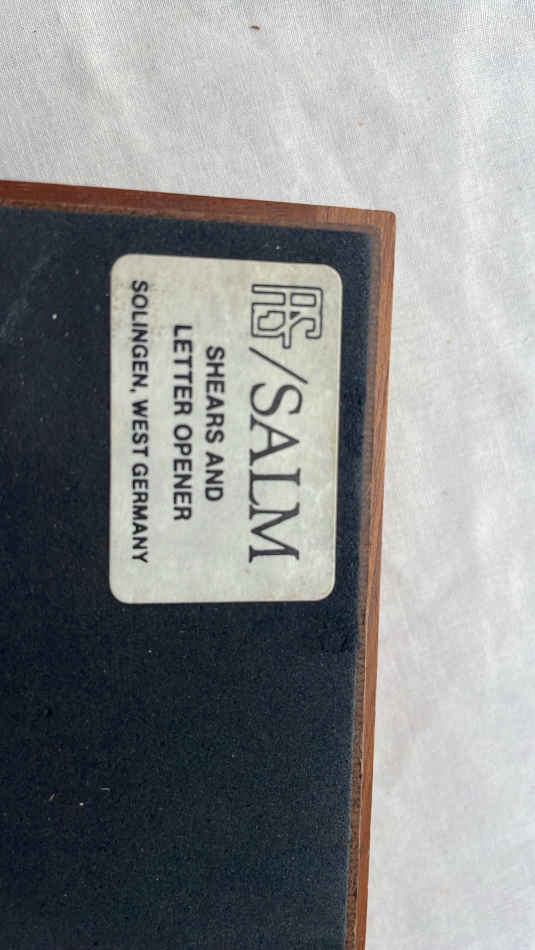 /SALM
SHEARS AND
LETTER OPENER
SOLINGEN, WEST GERMANY